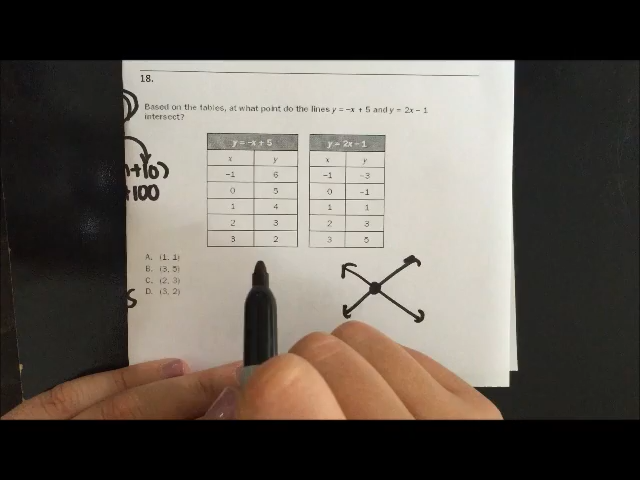 18.
Based on the tables, at what point do the lines y = –x + 5 and y = 2x – 1
intersect?
+10)
+100
y = –x + 5
x y
–1 6
0 5
1 4
2 3
3 2
y = 2x – 1
x y
–1 –3
0 –1
1 1
2 3
3 5
A. (1, 1)
B. (3, 5)
C. (2, 3)
D. (3, 2)